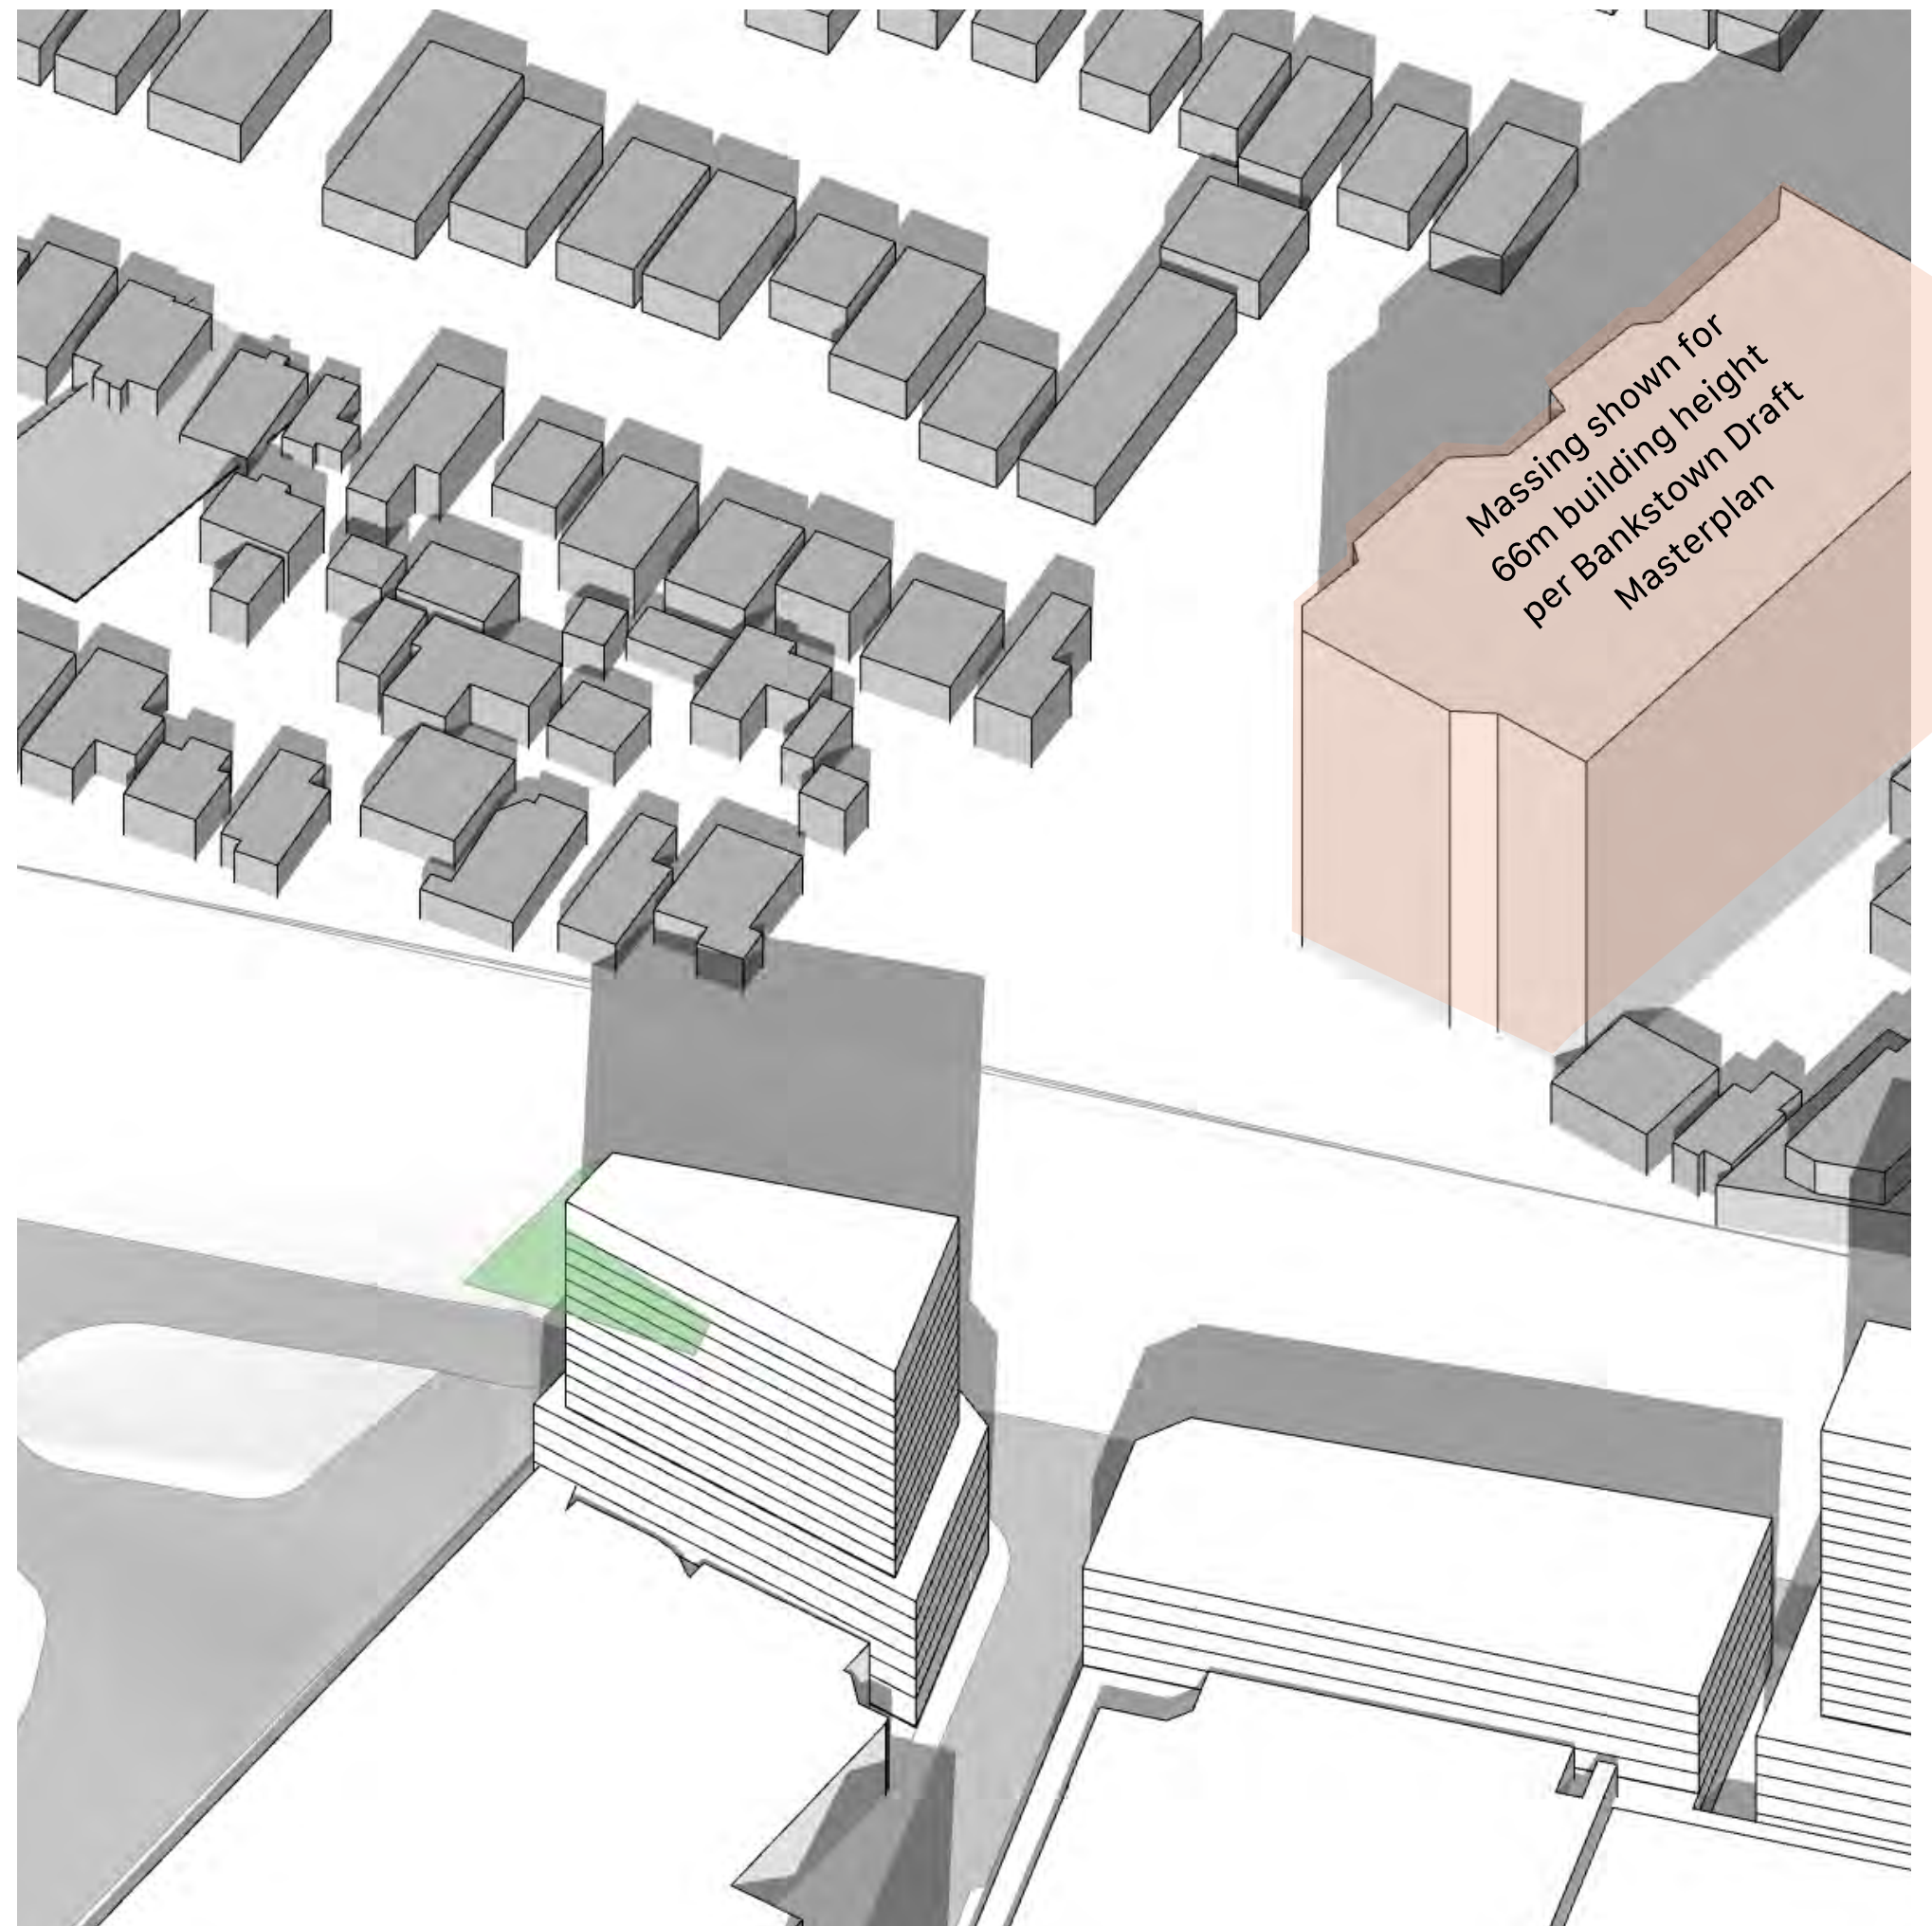 Massing shown for
66m building height
per Bankstown Draft
Masterplan